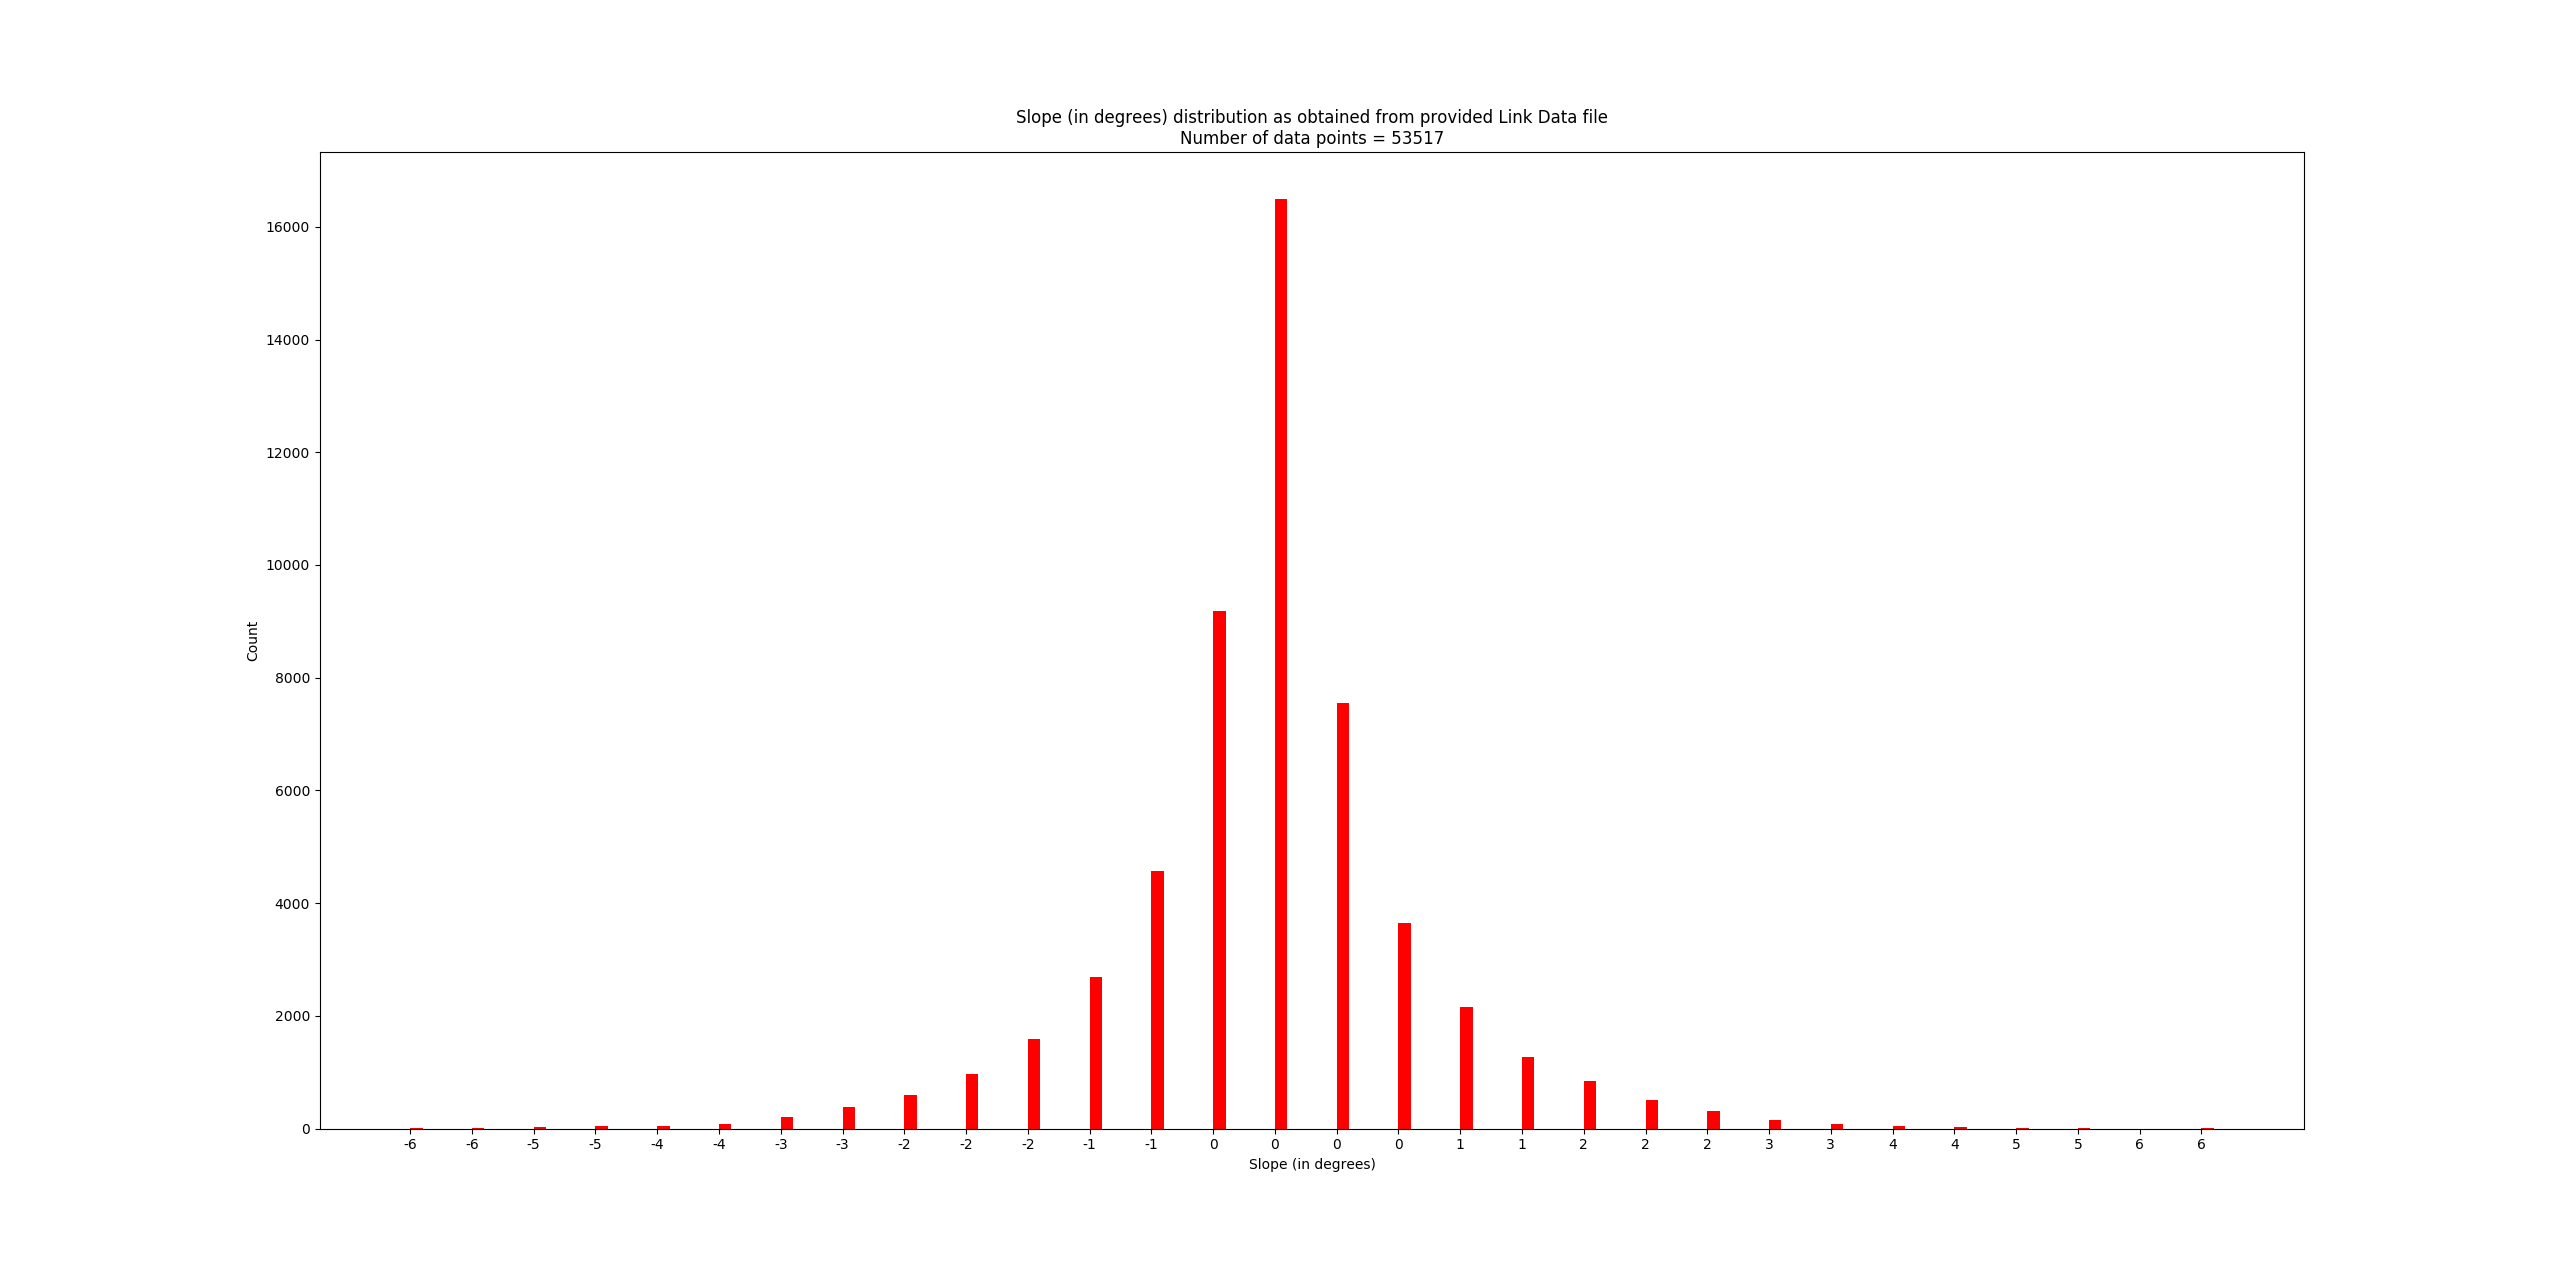 Slope (in degrees) distribution as obtained from provided Link Data file
Number of data points = 53517
16000
14000
12000
10000
8000
6000
4000
2000
0
Count
-6 -6 -5 -5 -4 -4 -3 -3 -2 -2 -2 -1 -1 0 0 0 0 1 1 2 2 2 3 3 4 4 5 5 6 6
Slope (in degrees)